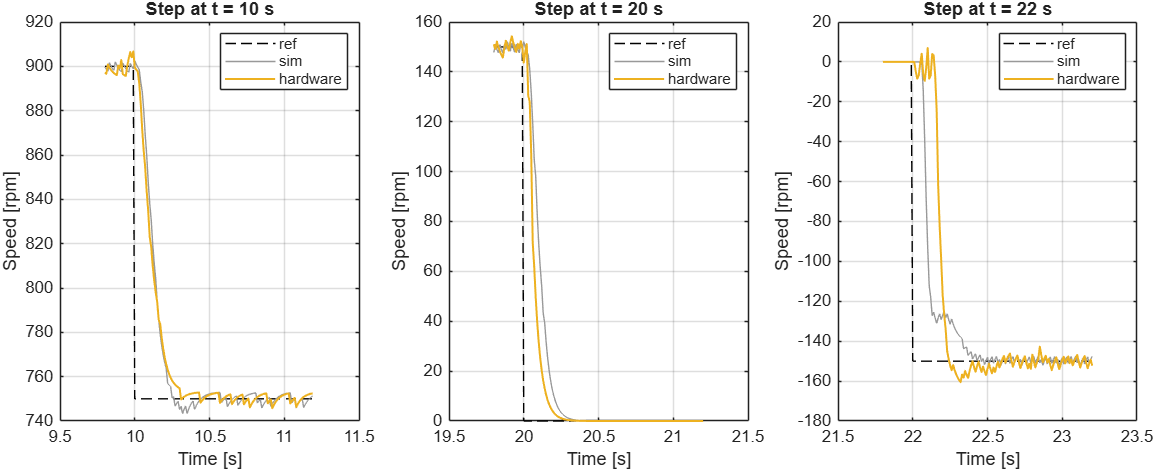 Step at t = 10 s
920
900
880
860
840
820
800
780
760
740
Speed [rpm]
9.5
10
10.5
11
11.5
Time [s]
ref
sim
hardware
Step at t = 20 s
160
140
120
100
80
60
40
20
0
Speed [rpm]
19.5
20
20.5
21
21.5
Time [s]
ref
sim
hardware
Step at t = 22 s
20
0
-20
-40
-60
-80
-100
-120
-140
-160
-180
Speed [rpm]
21.5
22
22.5
23
23.5
Time [s]
ref
sim
hardware